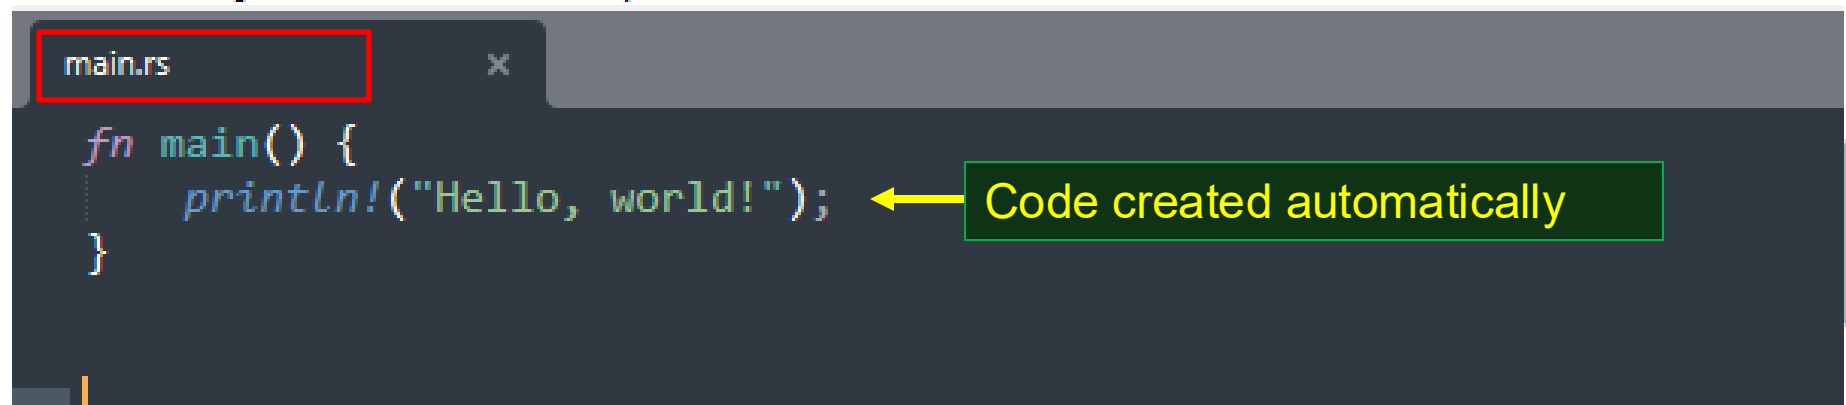 main.rs ×
fn main() {
    println!("Hello, world!");
Code created automatically
}